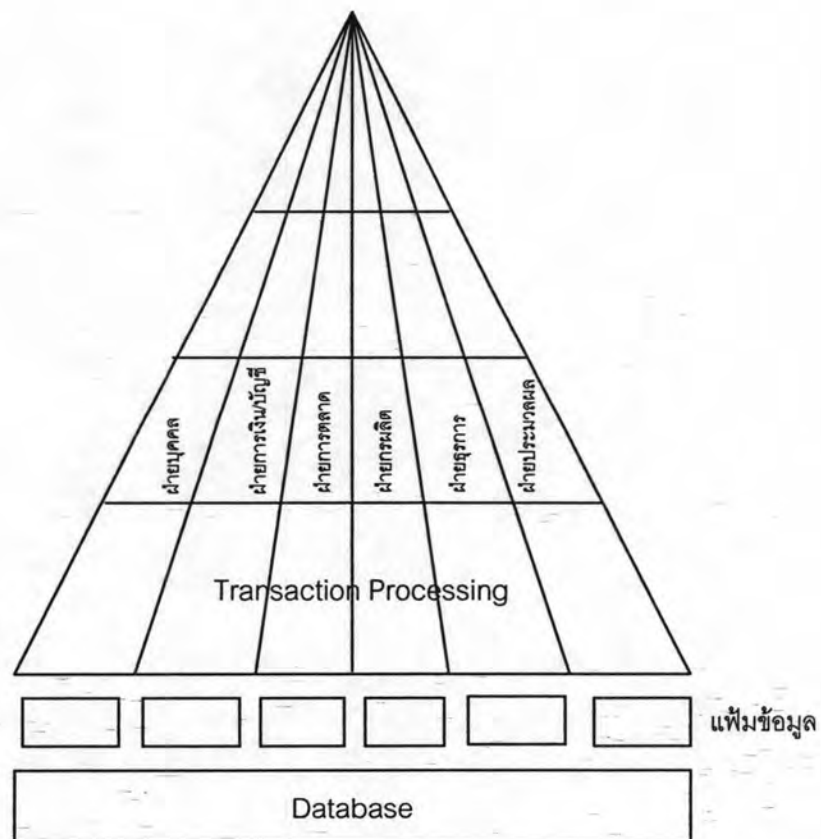 ฝ่ายบุคคล
ฝ่ายการเงิน/บัญชี
ฝ่ายการตลาด
ฝ่ายกรผลิต
ฝ่ายธุรการ
ฝ่ายประมวลผล
Transaction Processing
แฟ้มข้อมูล
Database